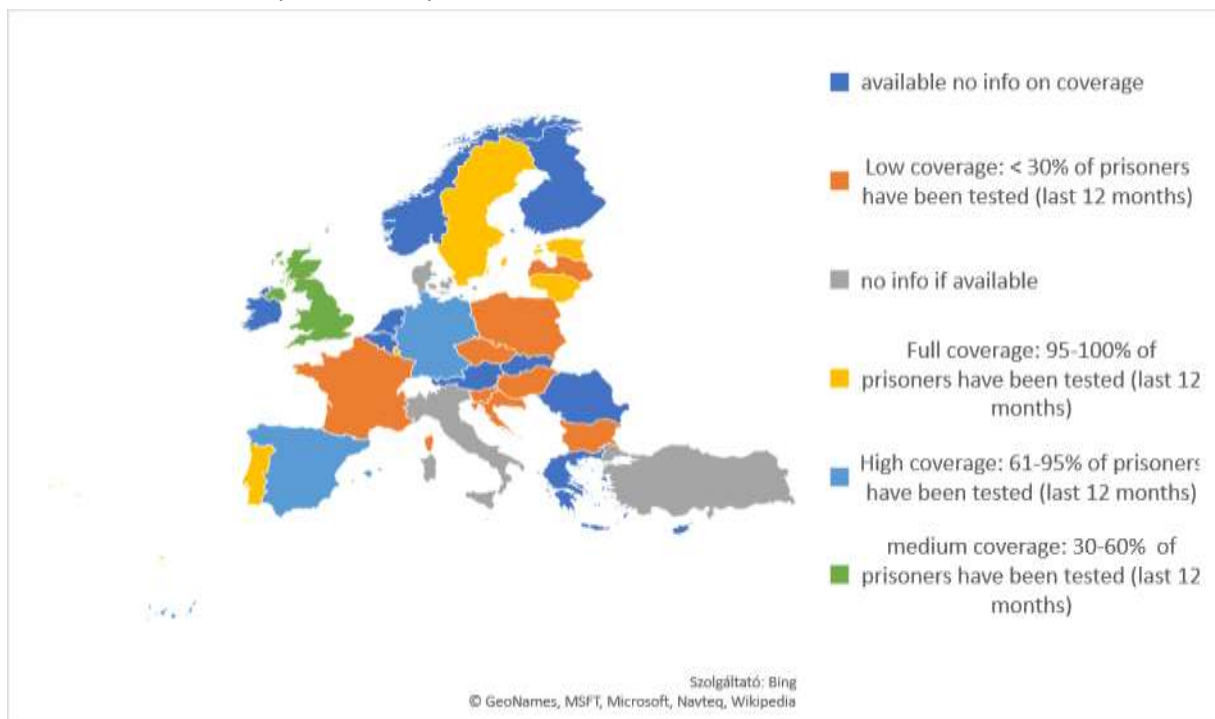 available no info on coverage
Low coverage: < 30% of prisoners
have been tested (last 12 months)
no info if available
Full coverage: 95-100% of
prisoners have been tested (last 12
months)
High coverage: 61-95% of prisoners
have been tested (last 12 months)
medium coverage: 30-60% of
prisoners have been tested (last 12
months)
Szolgáltató: Bing
© GeoNames, MSFT, Microsoft, Navteq, Wikipedia